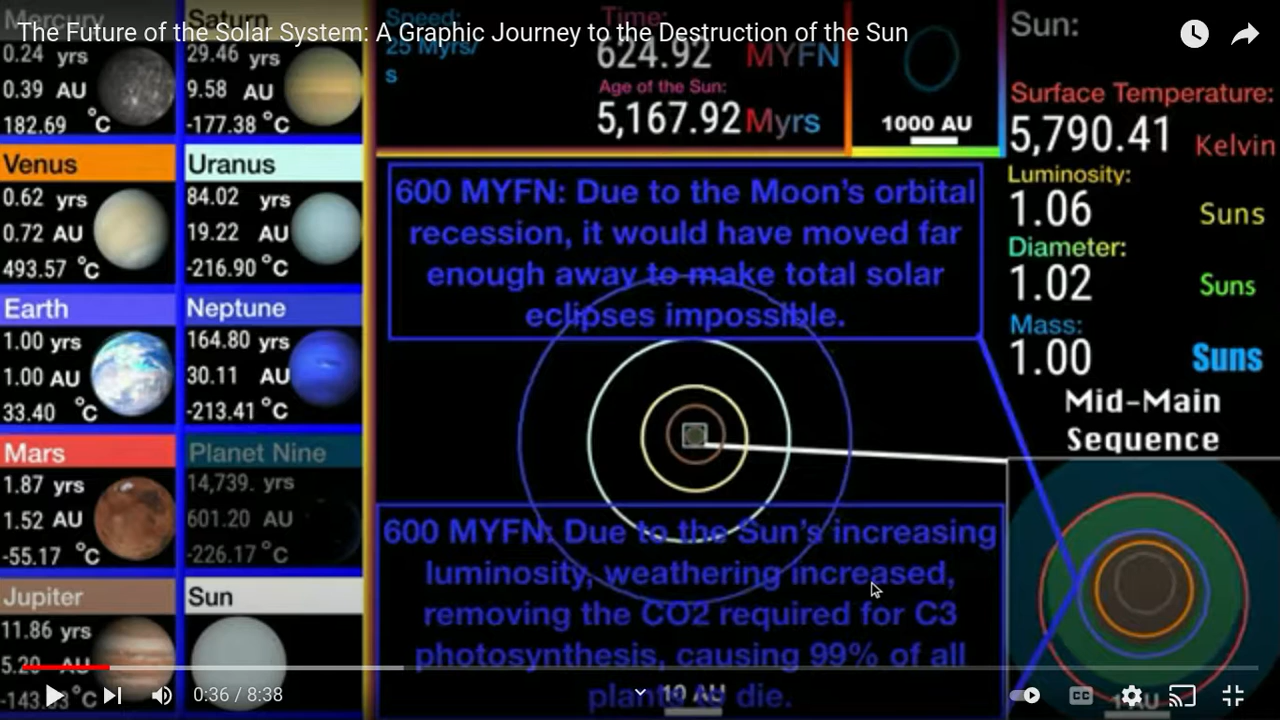 The Future of the Solar System: A Graphic Journey to the Destruction of the Sun
Mercury
0.24 yrs
0.39 AU
182.69 °C
Venus
0.62 yrs
0.72 AU
493.57 °C
Earth
1.00 yrs
1.00 AU
33.40 °C
Mars
1.87 yrs
1.52 AU
-55.17 °C
Jupiter
11.86 yrs
5.20 AU
Saturn
29.46 yrs
9.58 AU
-177.38 °C
Uranus
84.02 yrs
19.22 AU
-216.90 °C
Neptune
164.80 yrs
30.11 AU
-213.41 °C
Planet Nine
14,739. yrs
601.20 AU
-226.17 °C
Sun
Speed:
25 Myrs/
s
Time:
624.92 MYFN
Age of the Sun:
5,167.92 Myrs
1000 AU
600 MYFN: Due to the Moon's orbital
recession, it would have moved far
enough away to make total solar
eclipses impossible.
600 MYFN: Due to the Sun's increasing
luminosity, weathering increased,
removing the CO2 required for C3
photosynthesis, causing 99% of all
plants to die.
10 AU
Sun:
Surface Temperature:
5,790.41 Kelvin
Luminosity:
1.06 Suns
Diameter:
1.02 Suns
Mass:
1.00 Suns
Mid-Main
Sequence
1 AU
0:36 / 8:38
CC